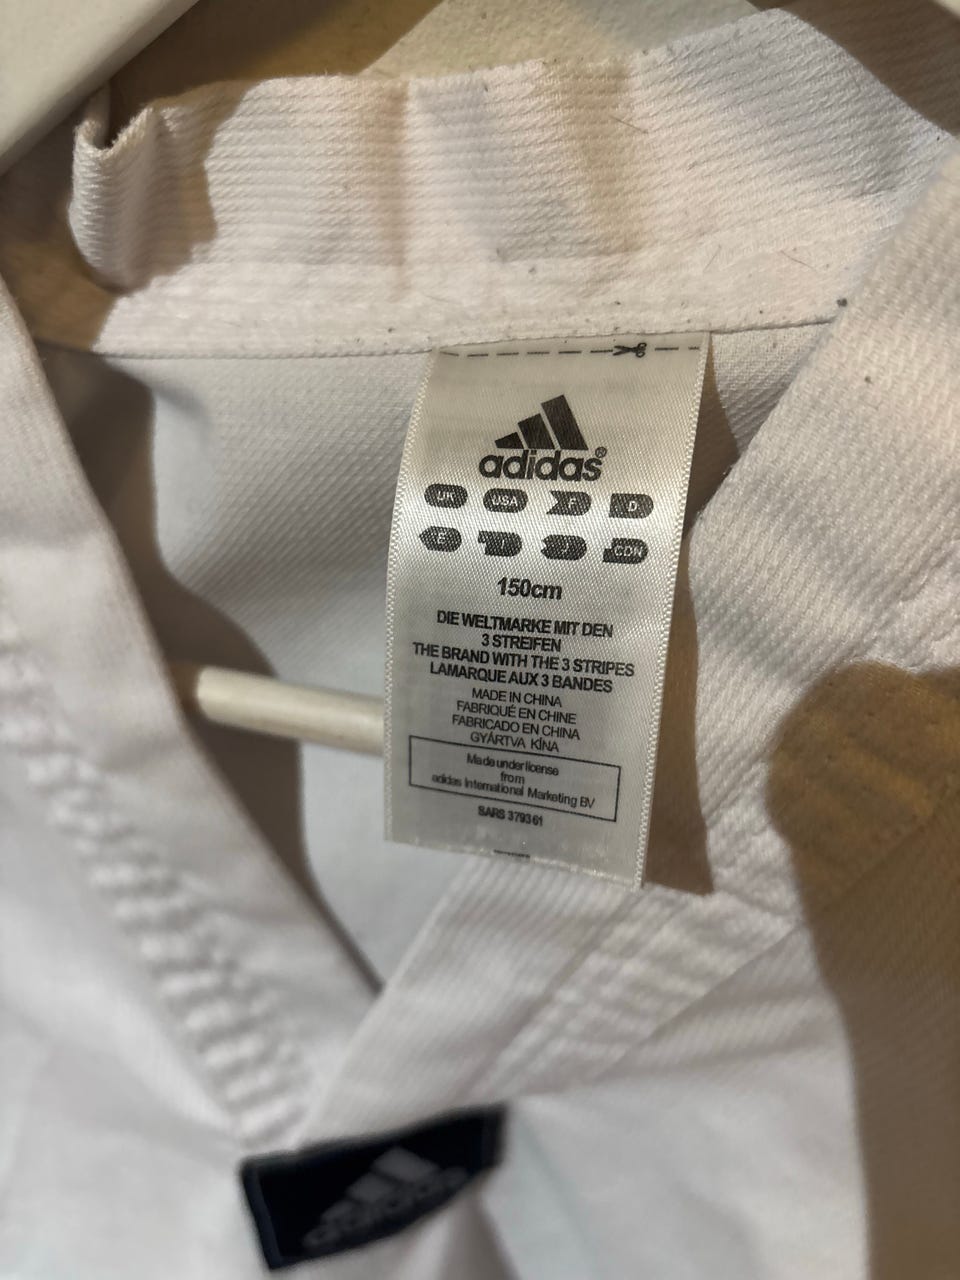 adidas®
UK USA F D
E I J CDN
150cm
DIE WELTMARKE MIT DEN
3 STREIFEN
THE BRAND WITH THE 3 STRIPES
LAMARQUE AUX 3 BANDES
MADE IN CHINA
FABRIQUÉ EN CHINE
FABRICADO EN CHINA
GYÁRTVA KÍNA
Made under license
from
adidas International Marketing BV
SARS 379361
adidas